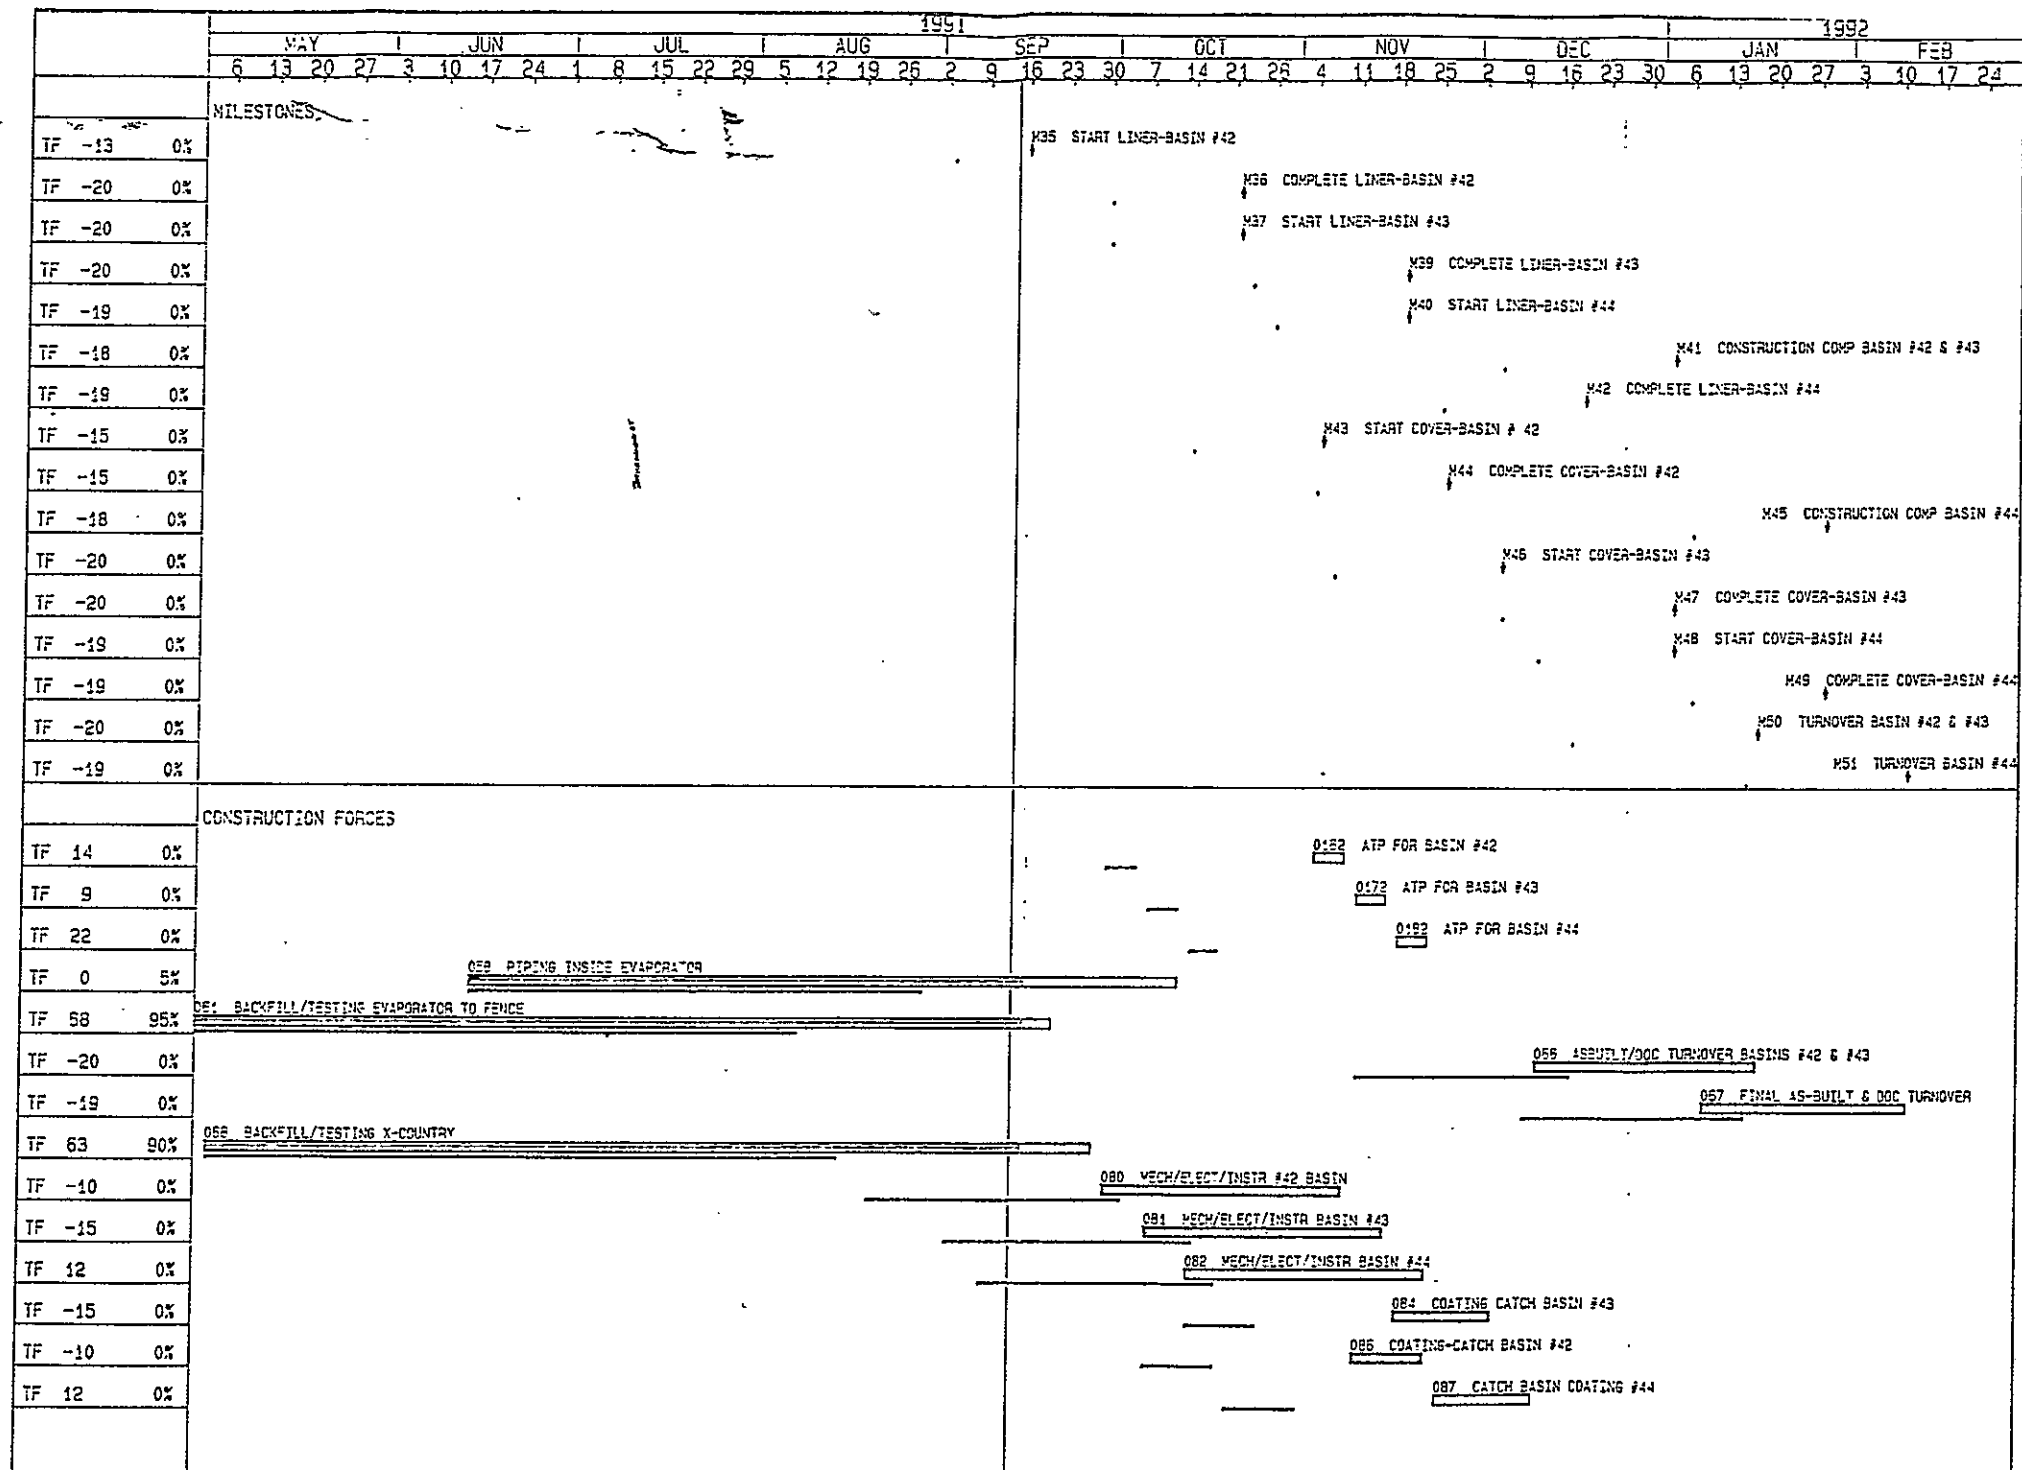 1991 1992
MAY JUN JUL AUG SEP OCT NOV DEC JAN FEB
6 13 20 27 3 10 17 24 1 8 15 22 29 5 12 19 26 2 9 16 23 30 7 14 21 28 4 11 18 25 2 9 16 23 30 6 13 20 27 3 10 17 24
MILESTONES
TF -13 0% M35 START LINER-BASIN #42
TF -20 0% M36 COMPLETE LINER-BASIN #42
TF -20 0% M37 START LINER-BASIN #43
TF -20 0% M39 COMPLETE LINER-BASIN #43
TF -19 0% M40 START LINER-BASIN #44
TF -18 0% M41 CONSTRUCTION COMP BASIN #42 & #43
TF -19 0% M42 COMPLETE LINER-BASIN #44
TF -15 0% M43 START COVER-BASIN # 42
TF -15 0% M44 COMPLETE COVER-BASIN #42
TF -18 0% M45 CONSTRUCTION COMP BASIN #44
TF -20 0% M46 START COVER-BASIN #43
TF -20 0% M47 COMPLETE COVER-BASIN #43
TF -19 0% M48 START COVER-BASIN #44
TF -19 0% M49 COMPLETE COVER-BASIN #44
TF -20 0% M50 TURNOVER BASIN #42 & #43
TF -19 0% M51 TURNOVER BASIN #44
CONSTRUCTION FORCES
TF 14 0% ATP FOR BASIN #42
TF 9 0% 0172 ATP FOR BASIN #43
TF 22 0% ATP FOR BASIN #44
TF 0 5% PIPING INSIDE EVAPORATOR
TF 58 95% BACKFILL/TESTING EVAPORATOR TO FENCE
TF -20 0% 066 ASBUILT/DOC TURNOVER BASINS #42 & #43
TF -19 0% 067 FINAL AS-BUILT & DOC TURNOVER
TF 63 90% BACKFILL/TESTING X-COUNTRY
TF -10 0% 080 MECH/ELECT/INSTR #42 BASIN
TF -15 0% 081 MECH/ELECT/INSTR BASIN #43
TF 12 0% 082 MECH/ELECT/INSTR BASIN #44
TF -15 0% 084 COATING CATCH BASIN #43
TF -10 0% 086 COATING-CATCH BASIN #42
TF 12 0% 087 CATCH BASIN COATING #44